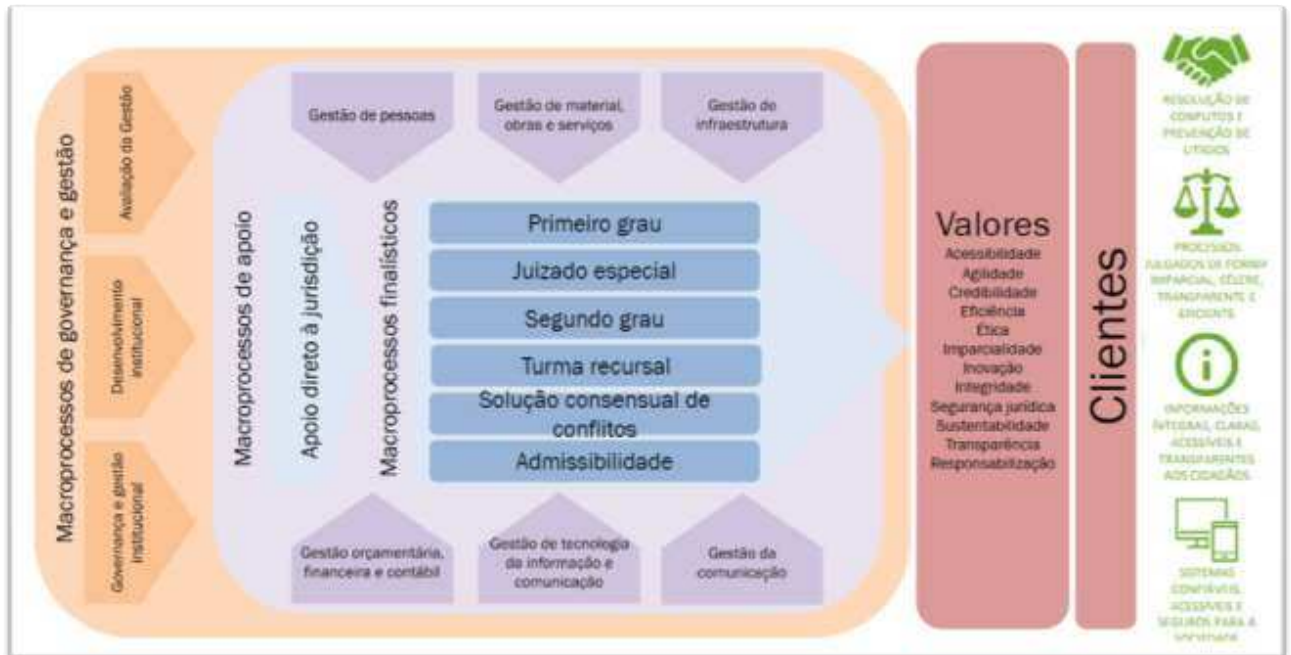 Macroprocessos de governança e gestão
Avaliação da Gestão
Desenvolvimento
institucional
Governança e gestão
institucional
Macroprocessos de apoio
Gestão de pessoas
Gestão de material,
obras e serviços
Gestão de
infraestrutura
Apoio direto à jurisdição
Macroprocessos finalísticos
Primeiro grau
Juizado especial
Segundo grau
Turma recursal
Solução consensual de
conflitos
Admissibilidade
Gestão orçamentária,
financeira e contábil
Gestão de tecnologia
da informação e
comunicação
Gestão da
comunicação
Valores
Acessibilidade
Agilidade
Credibilidade
Eficiência
Ética
Imparcialidade
Inovação
Integridade
Segurança jurídica
Sustentabilidade
Transparência
Responsabilização
Clientes
RESOLUÇÃO DE
CONFLITOS E
PREVENÇÃO DE
LITÍGIOS
PROCESSOS
JULGADOS DE FORMA
IMPARCIAL, CÉLERE,
TRANSPARENTE E
EFICIENTE
INFORMAÇÕES
ÍNTEGRAS, CLARAS,
ACESSÍVEIS E
TRANSPARENTES
AOS CIDADÃOS
SISTEMAS
CONFIÁVEIS,
ACESSÍVEIS E
SEGUROS PARA A
SOCIEDADE